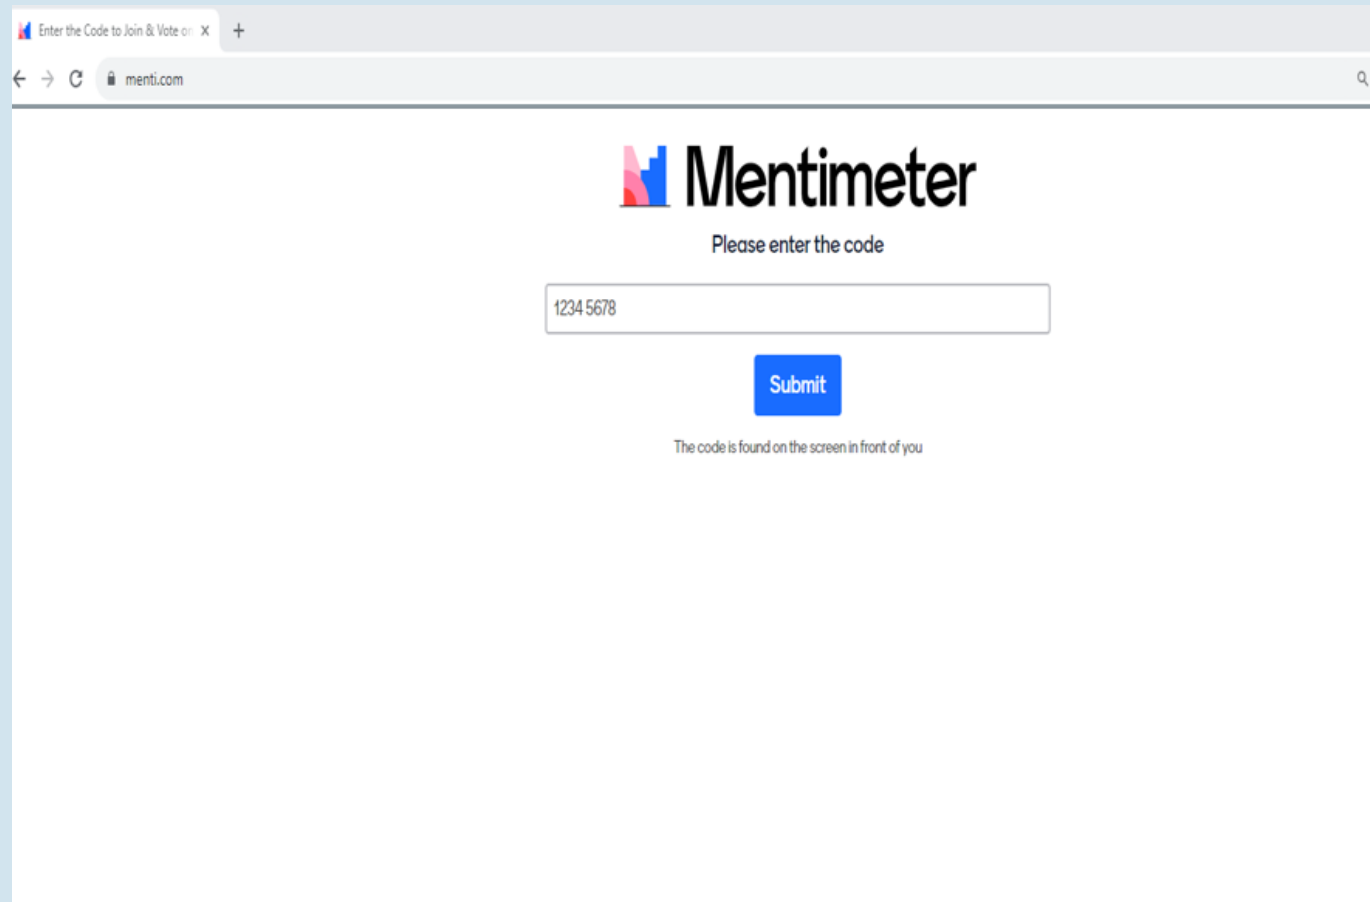 Enter the Code to Join & Vote on
menti.com
Mentimeter
Please enter the code
1234 5678
Submit
The code is found on the screen in front of you